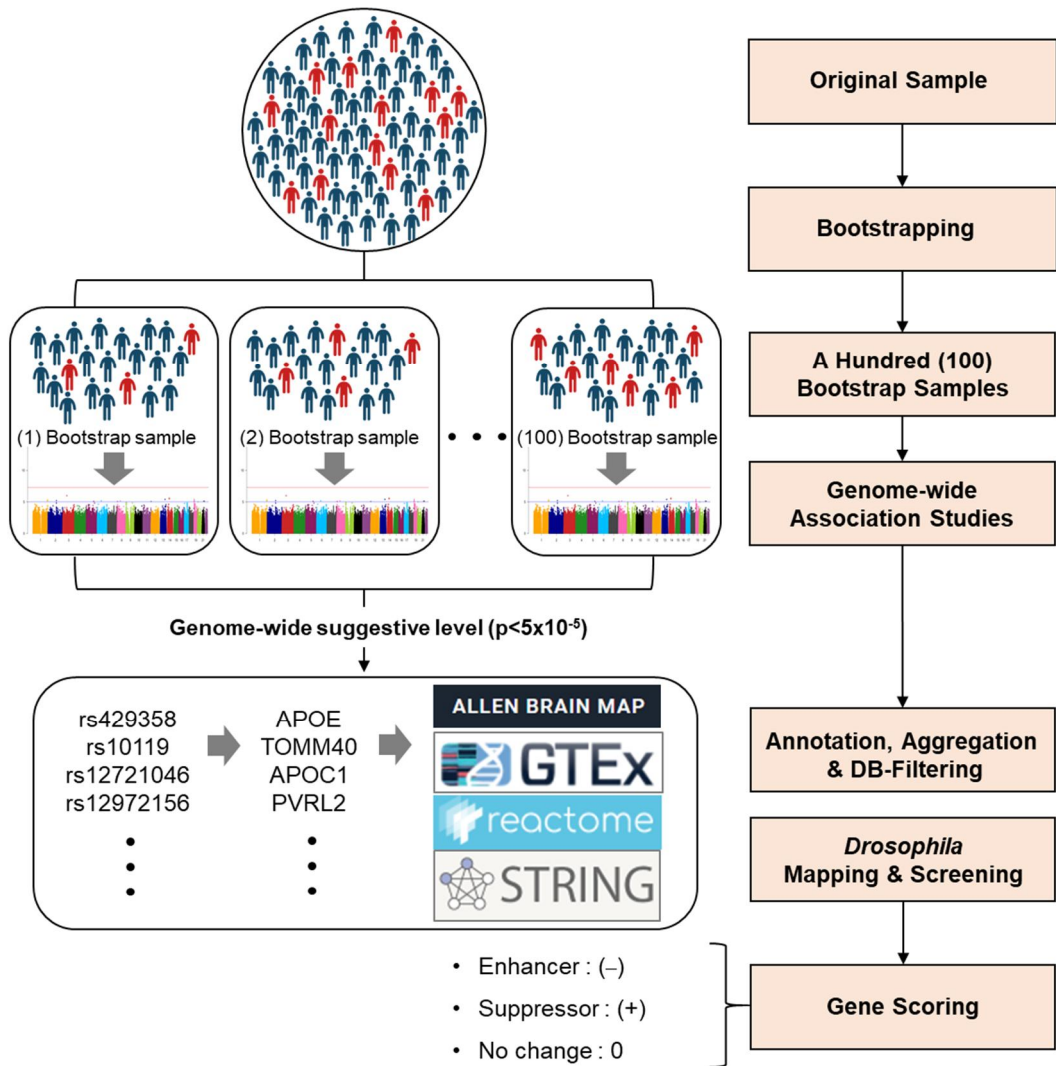 Original Sample
Bootstrapping
(1) Bootstrap sample
(2) Bootstrap sample
(100) Bootstrap sample
A Hundred (100)
Bootstrap Samples
Genome-wide
Association Studies
Genome-wide suggestive level (p<5x10⁻⁵)
rs429358
rs10119
rs12721046
rs12972156
APOE
TOMM40
APOC1
PVRL2
ALLEN BRAIN MAP
GTEx
reactome
STRING
Annotation, Aggregation
& DB-Filtering
Drosophila
Mapping & Screening
• Enhancer : (–)
• Suppressor : (+)
• No change : 0
Gene Scoring